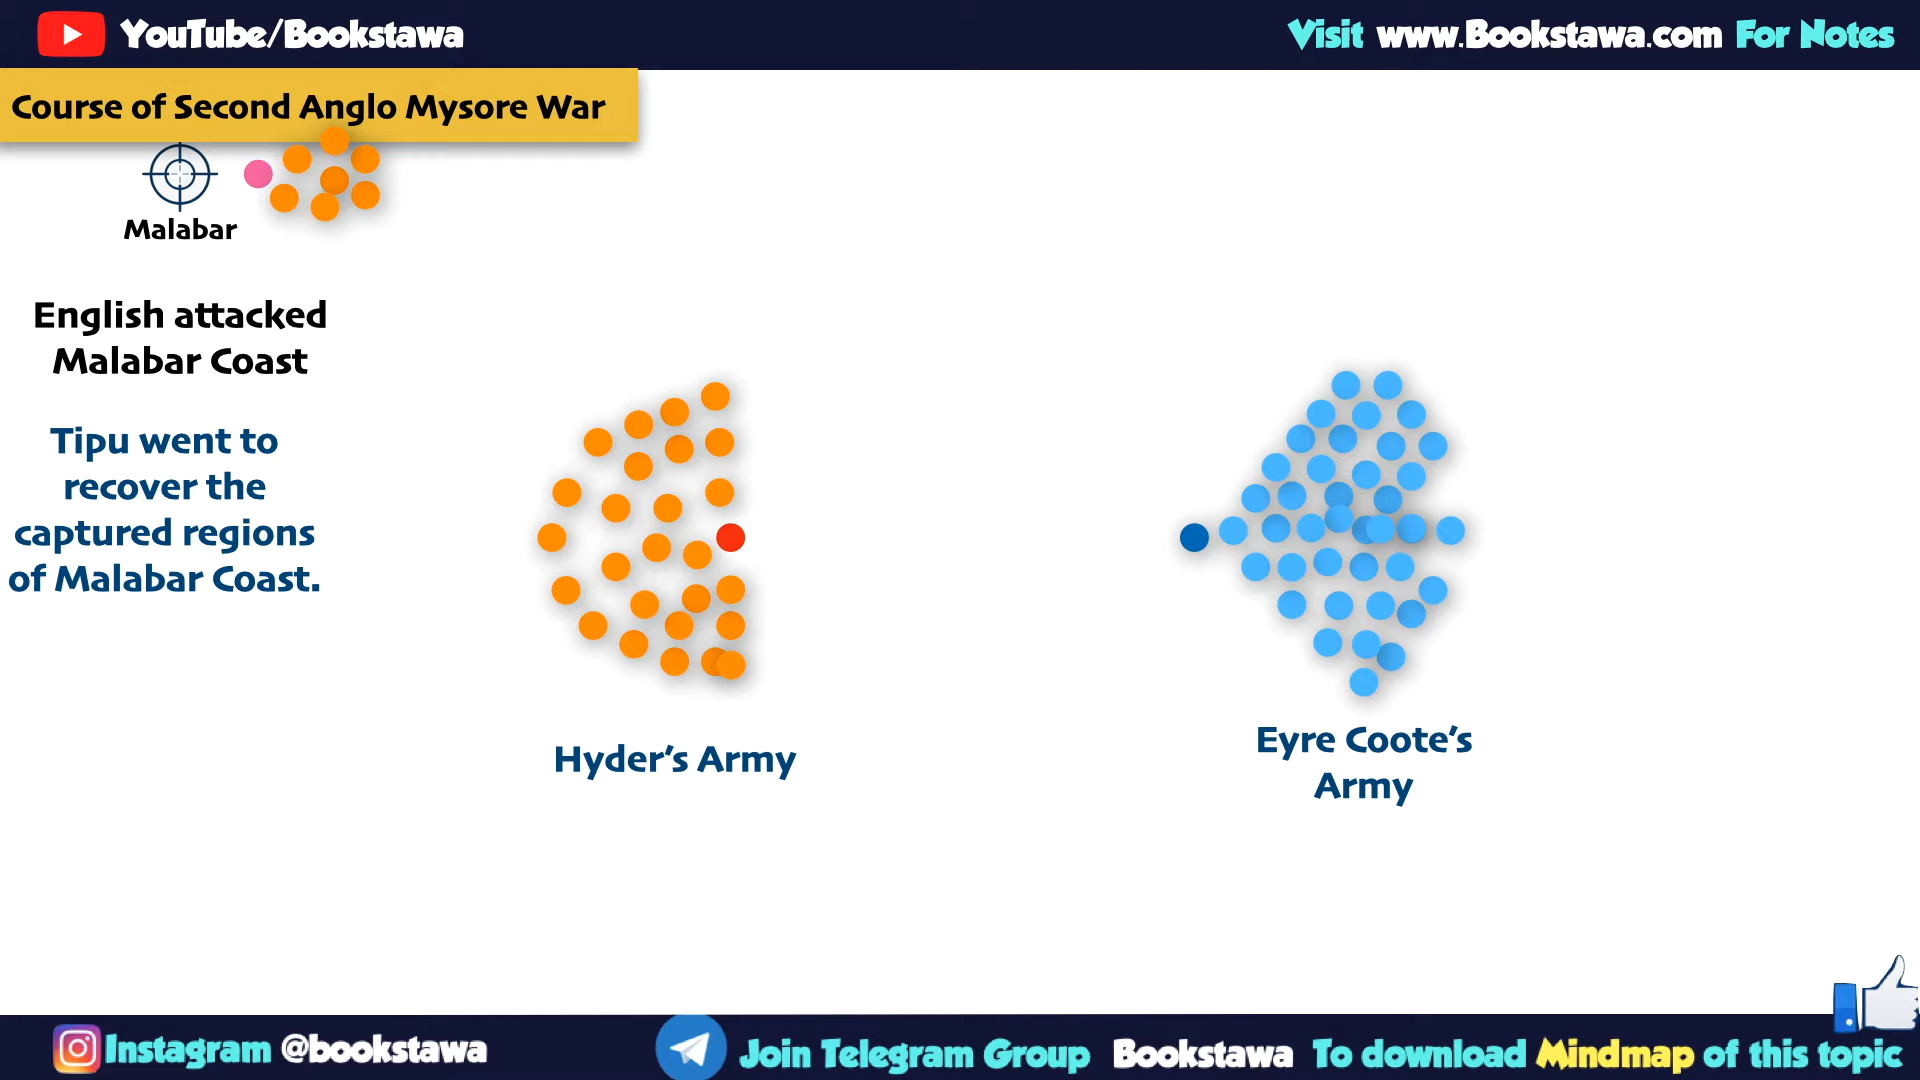 YouTube/Bookstawa
Visit www.Bookstawa.com For Notes
Course of Second Anglo Mysore War
Malabar
English attacked
Malabar Coast
Tipu went to
recover the
captured regions
of Malabar Coast.
Hyder's Army
Eyre Coote's
Army
Instagram @bookstawa
Join Telegram Group Bookstawa To download Mindmap of this topic